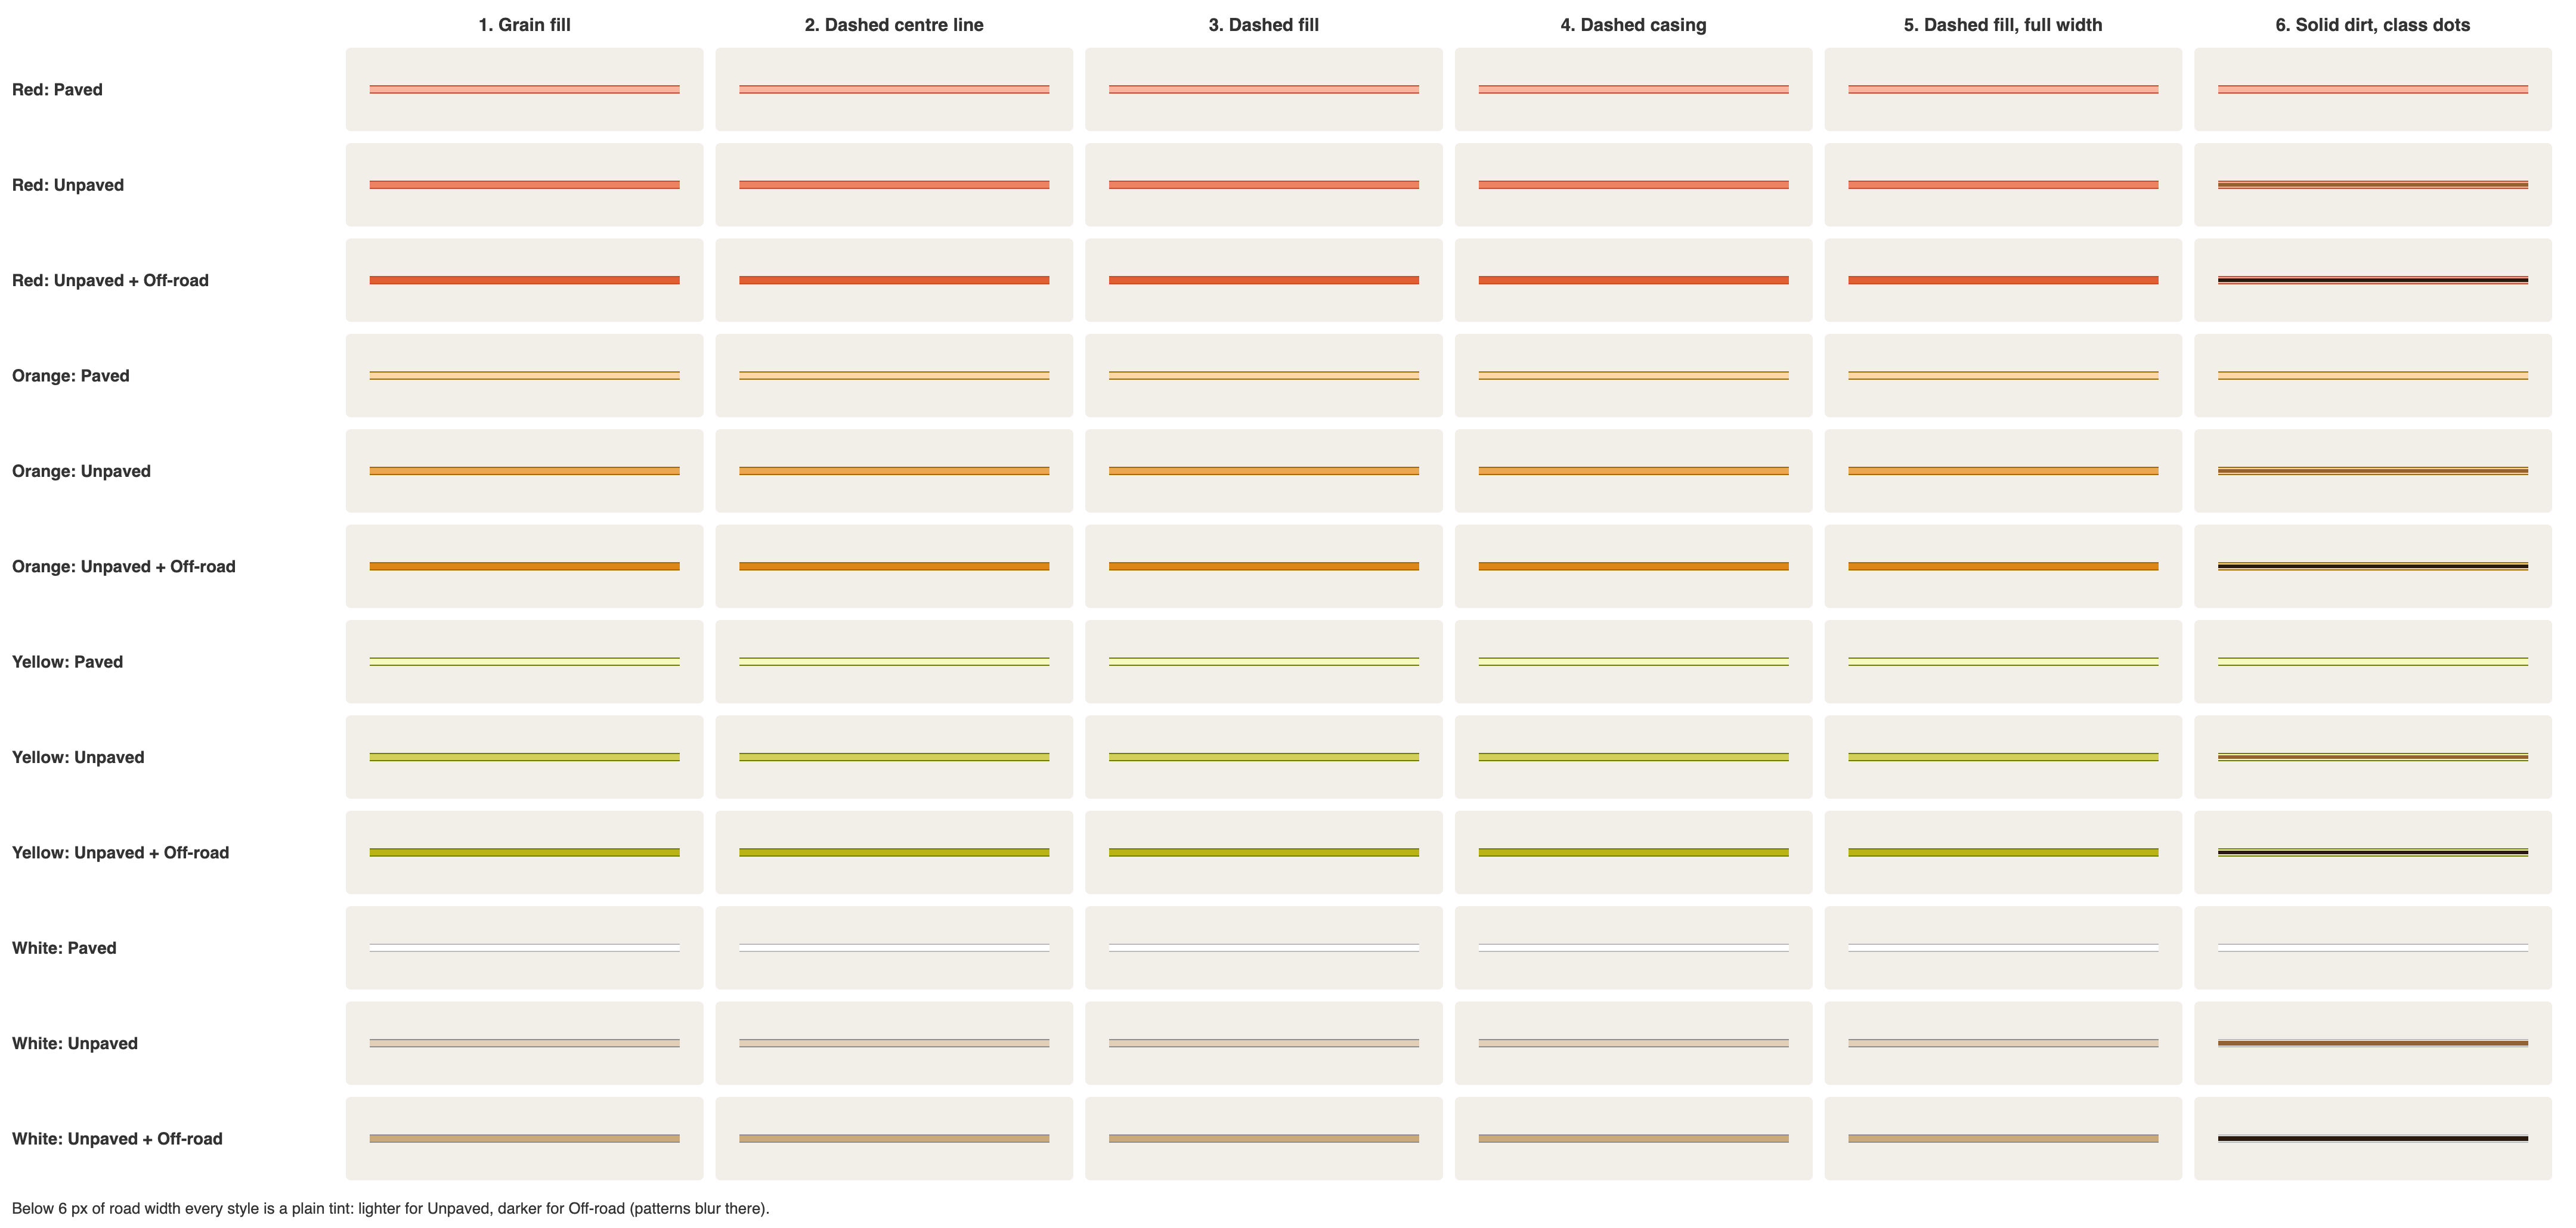 1. Grain fill
2. Dashed centre line
3. Dashed fill
4. Dashed casing
5. Dashed fill, full width
6. Solid dirt, class dots
Red: Paved
Red: Unpaved
Red: Unpaved + Off-road
Orange: Paved
Orange: Unpaved
Orange: Unpaved + Off-road
Yellow: Paved
Yellow: Unpaved
Yellow: Unpaved + Off-road
White: Paved
White: Unpaved
White: Unpaved + Off-road
Below 6 px of road width every style is a plain tint: lighter for Unpaved, darker for Off-road (patterns blur there).